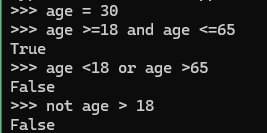 >>> age = 30
>>> age >=18 and age <=65
True
>>> age <18 or age >65
False
>>> not age > 18
False